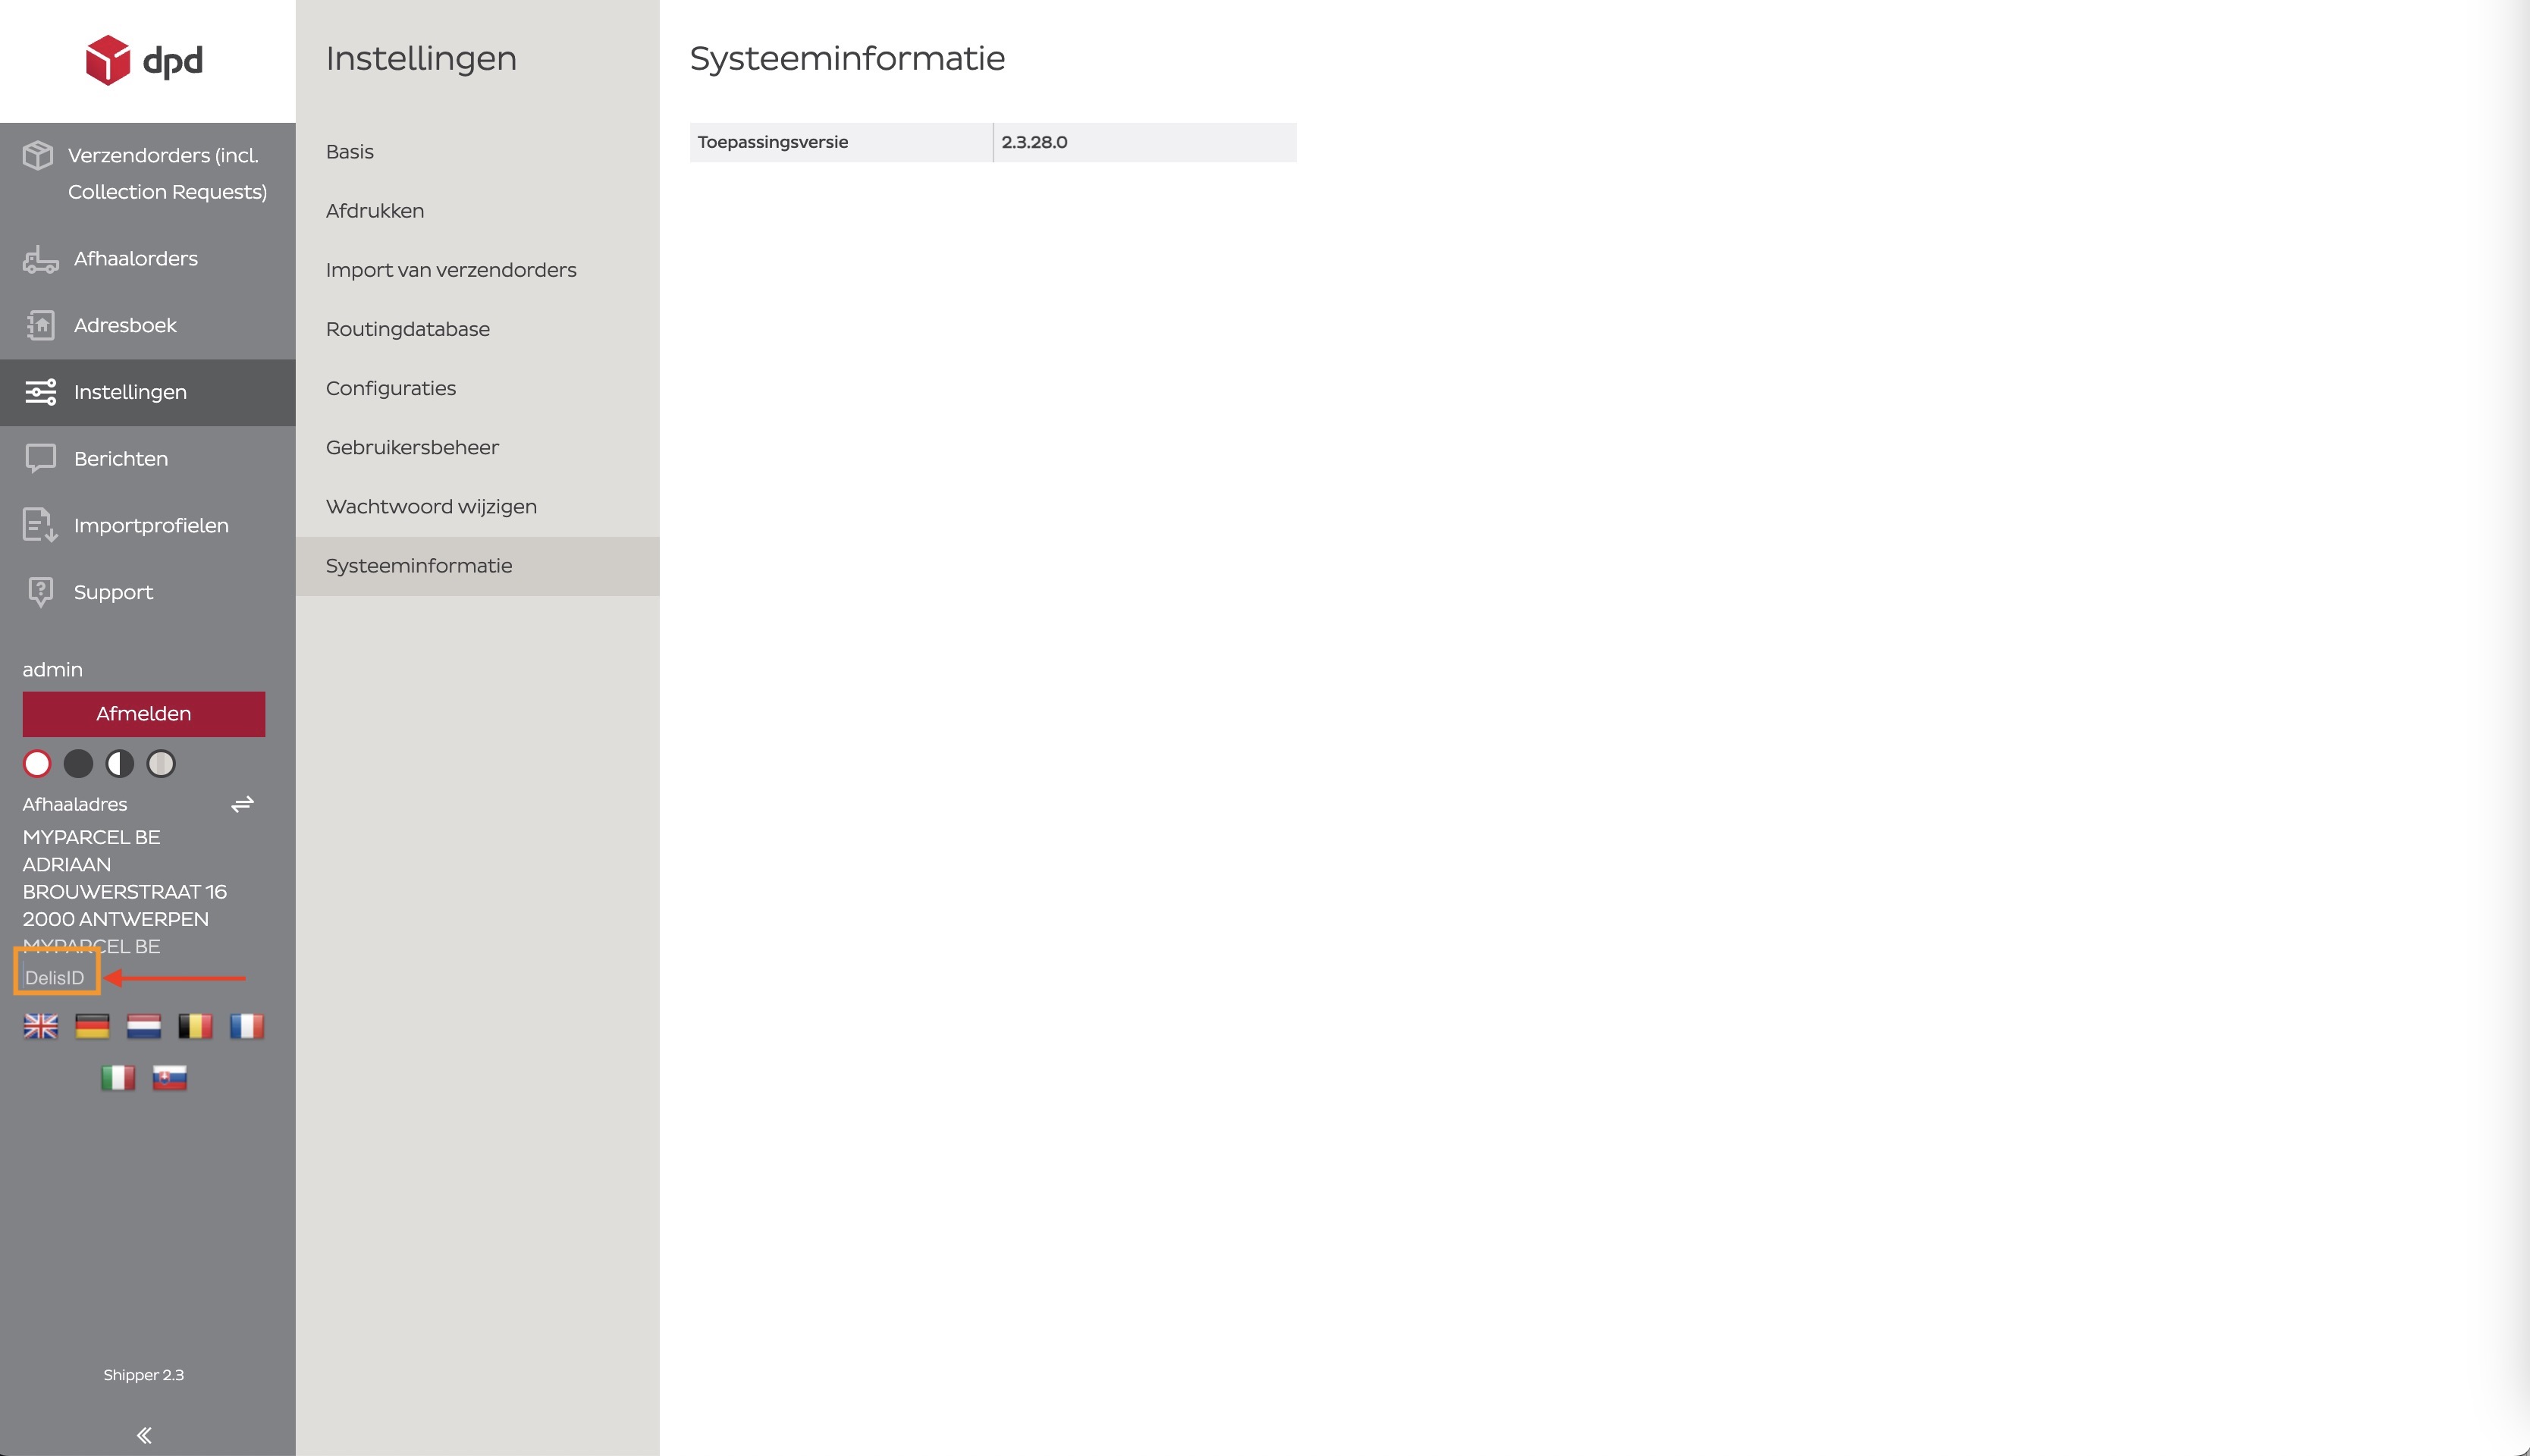 dpd
Verzendorders (incl.
Collection Requests)
Afhaalorders
Adresboek
Instellingen
Berichten
Importprofielen
Support
admin
Afmelden
Afhaaladres
MYPARCEL BE
ADRIAAN
BROUWERSTRAAT 16
2000 ANTWERPEN
MYPARCEL BE
DelisID
Shipper 2.3
Instellingen
Basis
Afdrukken
Import van verzendorders
Routingdatabase
Configuraties
Gebruikersbeheer
Wachtwoord wijzigen
Systeeminformatie
Systeeminformatie
Toepassingsversie 2.3.28.0